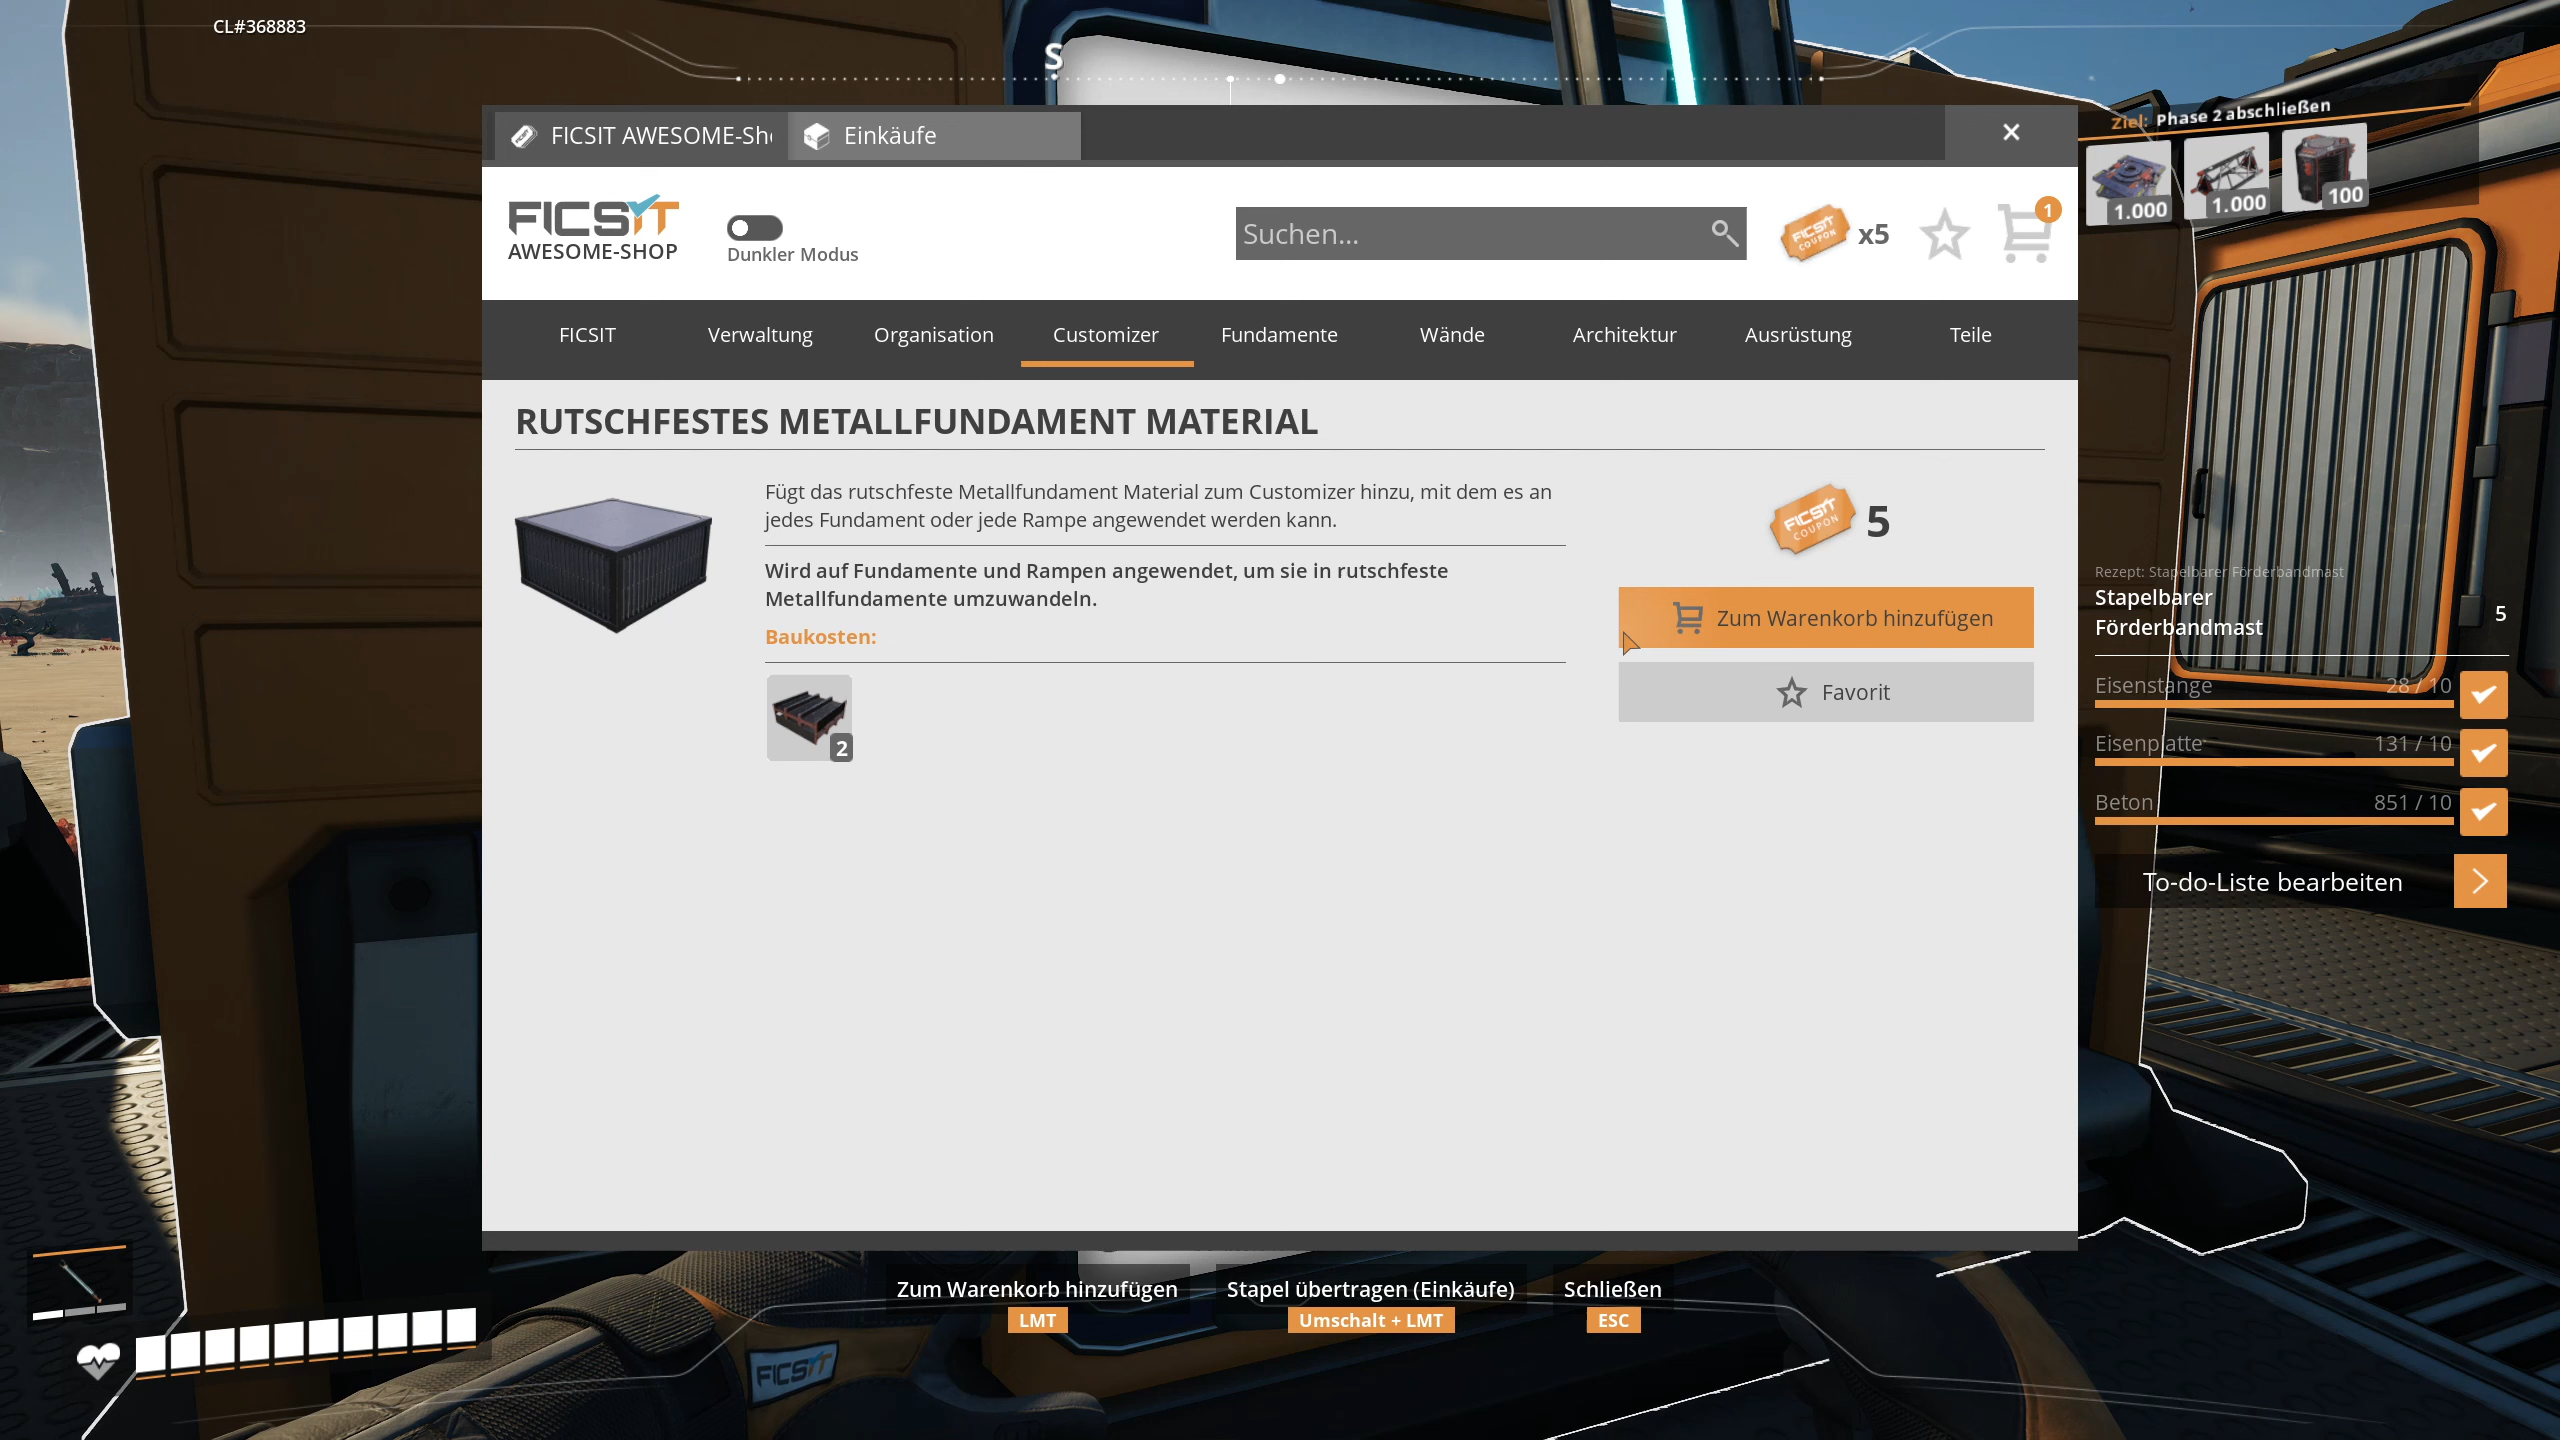 CL#368883
S
FICSIT AWESOME-Sh
Einkäufe
Ziel: Phase 2 abschließen
1.000
1.000
100
FICSIT
AWESOME-SHOP
Dunkler Modus
Suchen...
FICSIT
COUPON
x5
1
FICSIT
Verwaltung
Organisation
Customizer
Fundamente
Wände
Architektur
Ausrüstung
Teile
RUTSCHFESTES METALLFUNDAMENT MATERIAL
Fügt das rutschfeste Metallfundament Material zum Customizer hinzu, mit dem es an
jedes Fundament oder jede Rampe angewendet werden kann.
Wird auf Fundamente und Rampen angewendet, um sie in rutschfeste
Metallfundamente umzuwandeln.
Baukosten:
2
FICSIT
COUPON
5
Zum Warenkorb hinzufügen
Favorit
Rezept: Stapelbarer Förderbandmast
Stapelbarer
Förderbandmast
5
Eisenstange 28 / 10
Eisenplatte 131 / 10
Beton 851 / 10
To-do-Liste bearbeiten
Zum Warenkorb hinzufügen
LMT
Stapel übertragen (Einkäufe)
Umschalt + LMT
Schließen
ESC
FICSIT